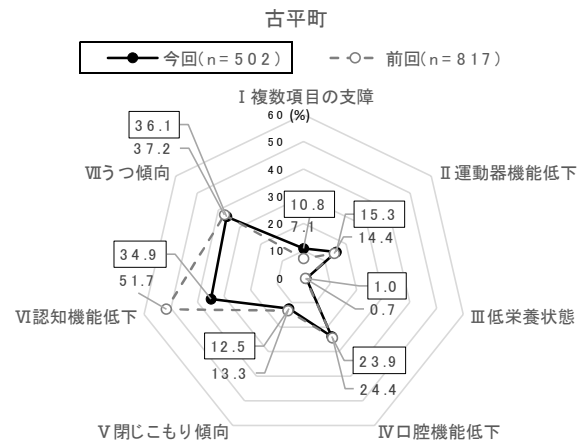 古平町
今回(n=502) 前回(n=817)
Ⅰ複数項目の支障
60 (%)
50
40
30
20
10
0
10.8
7.1
Ⅱ運動器機能低下
15.3
14.4
Ⅲ低栄養状態
1.0
0.7
Ⅳ口腔機能低下
23.9
24.4
Ⅴ閉じこもり傾向
12.5
13.3
Ⅵ認知機能低下
34.9
51.7
Ⅶうつ傾向
36.1
37.2